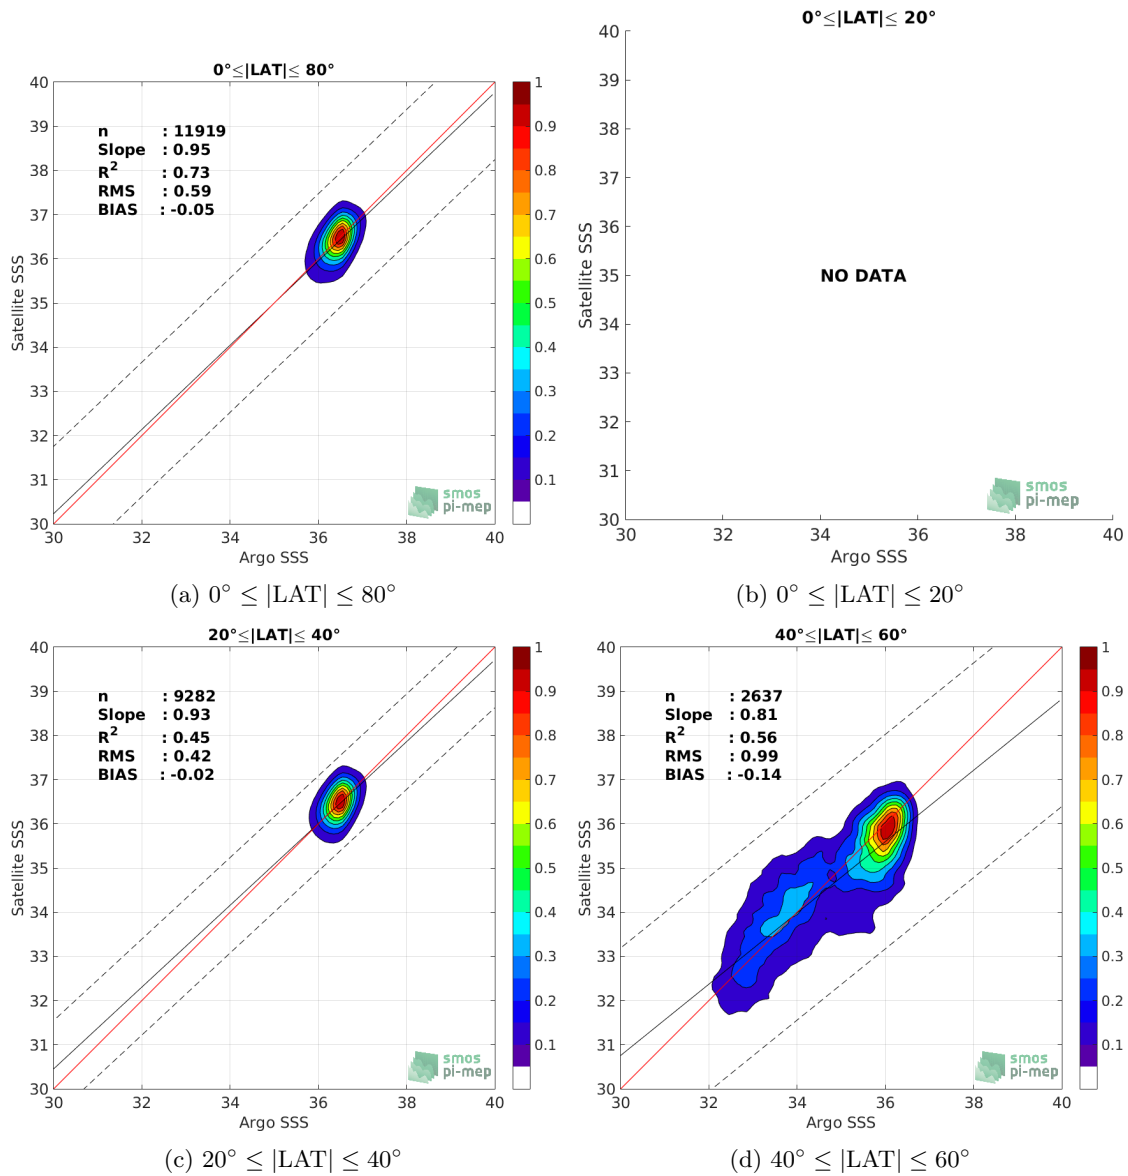 0°≤|LAT|≤ 80°
n : 11919
Slope : 0.95
R2 : 0.73
RMS : 0.59
BIAS : -0.05
40
39
38
37
36
35
34
33
32
31
30
Satellite SSS
30 32 34 36 38 40
Argo SSS
1
0.9
0.8
0.7
0.6
0.5
0.4
0.3
0.2
0.1
smos
pi-mep
(a) 0° ≤ |LAT| ≤ 80°
0°≤|LAT|≤ 20°
40
39
38
37
36
35
34
33
32
31
30
Satellite SSS
NO DATA
30 32 34 36 38 40
Argo SSS
smos
pi-mep
(b) 0° ≤ |LAT| ≤ 20°
20°≤|LAT|≤ 40°
n : 9282
Slope : 0.93
R2 : 0.45
RMS : 0.42
BIAS : -0.02
40
39
38
37
36
35
34
33
32
31
30
Satellite SSS
30 32 34 36 38 40
Argo SSS
1
0.9
0.8
0.7
0.6
0.5
0.4
0.3
0.2
0.1
smos
pi-mep
(c) 20° ≤ |LAT| ≤ 40°
40°≤|LAT|≤ 60°
n : 2637
Slope : 0.81
R2 : 0.56
RMS : 0.99
BIAS : -0.14
40
39
38
37
36
35
34
33
32
31
30
Satellite SSS
30 32 34 36 38 40
Argo SSS
1
0.9
0.8
0.7
0.6
0.5
0.4
0.3
0.2
0.1
smos
pi-mep
(d) 40° ≤ |LAT| ≤ 60°